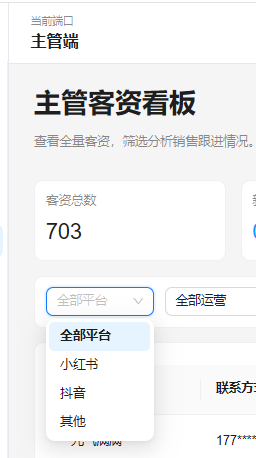 当前端口
主管端
主管客资看板
查看全量客资，筛选分析销售跟进情况。
客资总数
703
全部平台
全部运营
全部平台
小红书
抖音
其他
联系方
177****